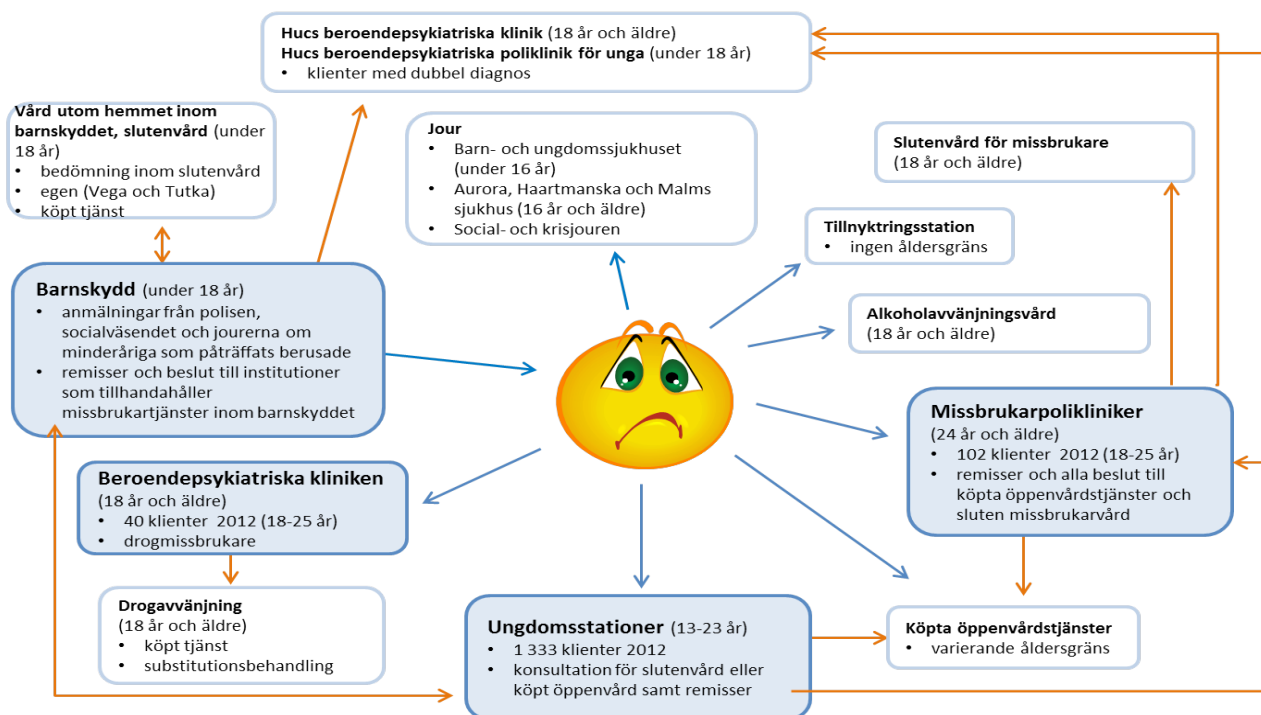 Hucs beroendepsykiatriska klinik (18 år och äldre)
Hucs beroendepsykiatriska poliklinik för unga (under 18 år)
• klienter med dubbel diagnos
Vård utom hemmet inom
barnskyddet, slutenvård (under
18 år)
• bedömning inom slutenvård
• egen (Vega och Tutka)
• köpt tjänst
Jour
• Barn- och ungdomssjukhuset
(under 16 år)
• Aurora, Haartmanska och Malms
sjukhus (16 år och äldre)
• Social- och krisjouren
Slutenvård för missbrukare
(18 år och äldre)
Tillnyktringsstation
• ingen åldersgräns
Barnskydd (under 18 år)
• anmälningar från polisen,
socialväsendet och jourerna om
minderåriga som påträffats berusade
• remisser och beslut till institutioner
som tillhandahåller
missbrukartjänster inom barnskyddet
Alkoholavvänjningsvård
(18 år och äldre)
Missbrukarpolikliniker
(24 år och äldre)
• 102 klienter 2012 (18-25 år)
• remisser och alla beslut till
köpta öppenvårdstjänster och
sluten missbrukarvård
Beroendepsykiatriska kliniken
(18 år och äldre)
• 40 klienter 2012 (18-25 år)
• drogmissbrukare
Drogavvänjning
(18 år och äldre)
• köpt tjänst
• substitutionsbehandling
Ungdomsstationer (13-23 år)
• 1 333 klienter 2012
• konsultation för slutenvård eller
köpt öppenvård samt remisser
Köpta öppenvårdstjänster
• varierande åldersgräns